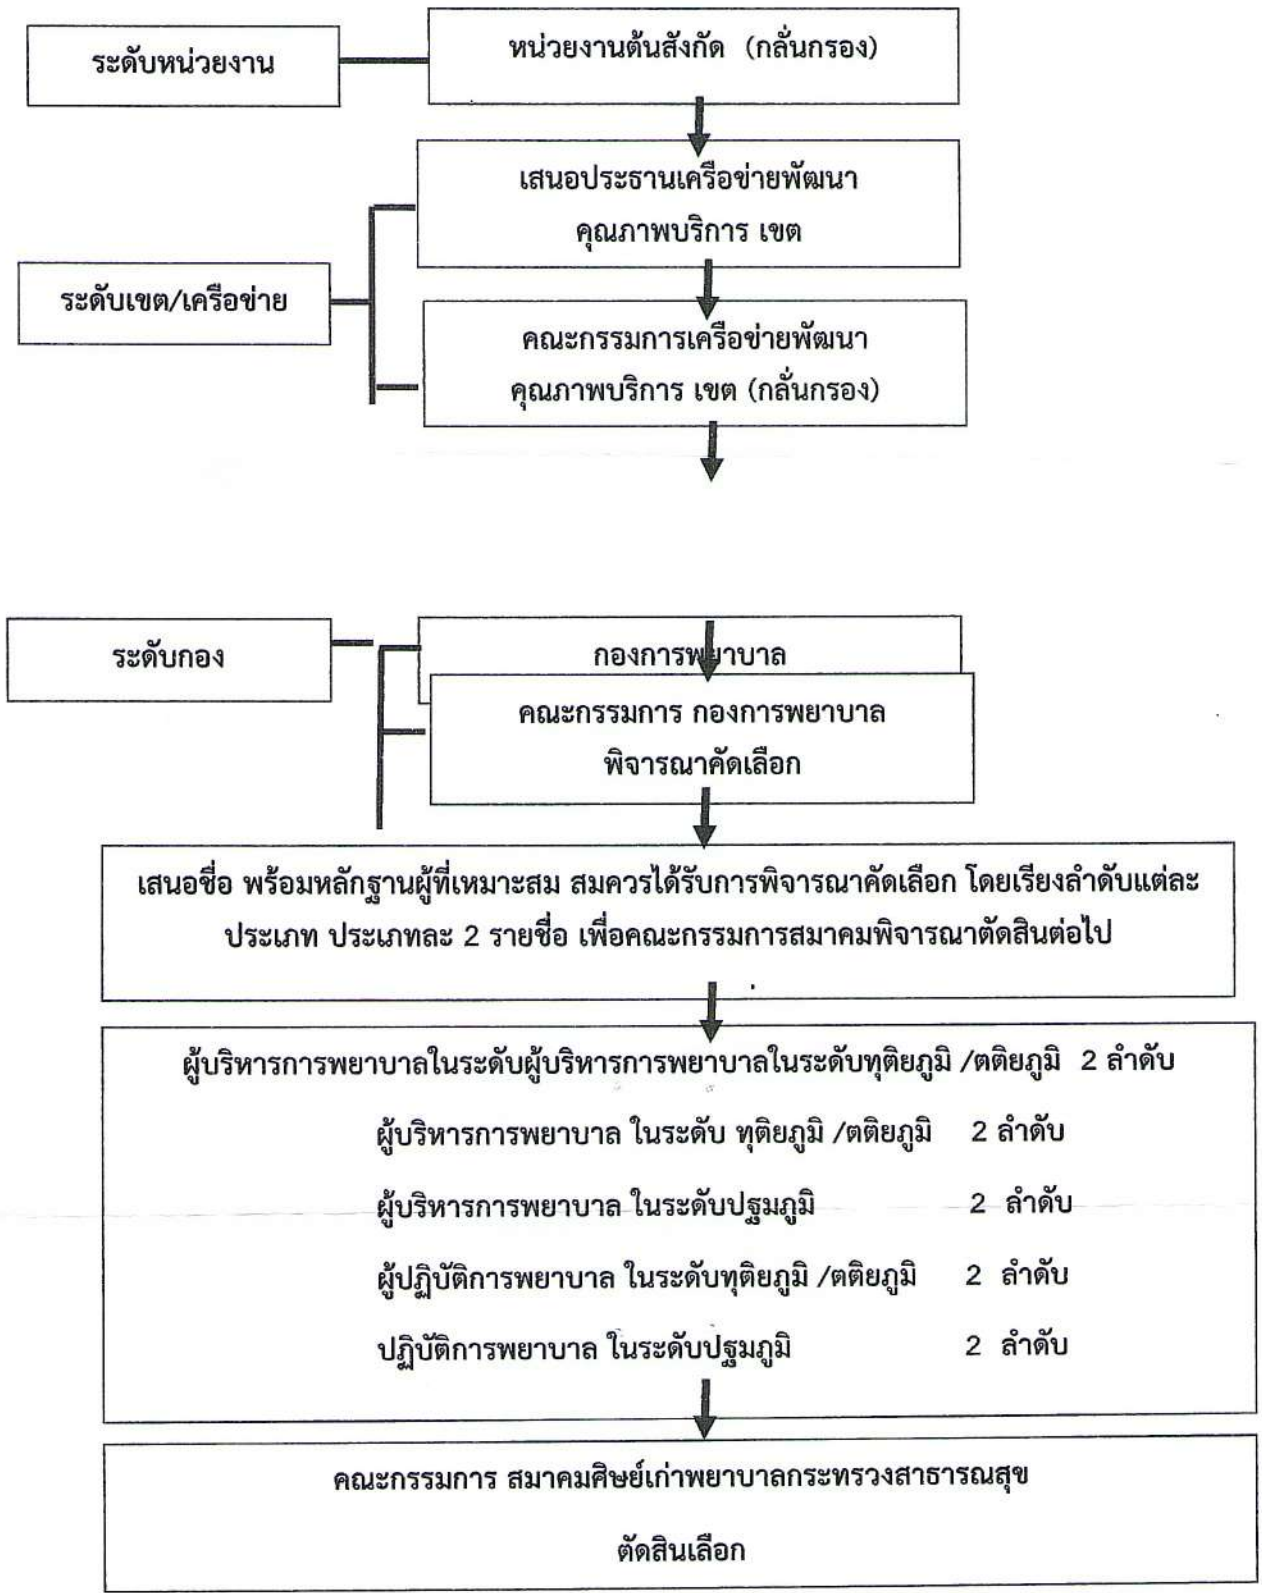 ระดับหน่วยงาน
หน่วยงานต้นสังกัด (กลั่นกรอง)
เสนอประธานเครือข่ายพัฒนา
คุณภาพบริการ เขต
ระดับเขต/เครือข่าย
คณะกรรมการเครือข่ายพัฒนา
คุณภาพบริการ เขต (กลั่นกรอง)
ระดับกอง
กองการพยาบาล
คณะกรรมการ กองการพยาบาล
พิจารณาคัดเลือก
เสนอชื่อ พร้อมหลักฐานผู้ที่เหมาะสม สมควรได้รับการพิจารณาคัดเลือก โดยเรียงลำดับแต่ละ
ประเภท ประเภทละ 2 รายชื่อ เพื่อคณะกรรมการสมาคมพิจารณาตัดสินต่อไป
ผู้บริหารการพยาบาลในระดับผู้บริหารการพยาบาลในระดับทุติยภูมิ /ตติยภูมิ 2 ลำดับ
ผู้บริหารการพยาบาล ในระดับ ทุติยภูมิ /ตติยภูมิ 2 ลำดับ
ผู้บริหารการพยาบาล ในระดับปฐมภูมิ 2 ลำดับ
ผู้ปฏิบัติการพยาบาล ในระดับทุติยภูมิ /ตติยภูมิ 2 ลำดับ
ปฏิบัติการพยาบาล ในระดับปฐมภูมิ 2 ลำดับ
คณะกรรมการ สมาคมศิษย์เก่าพยาบาลกระทรวงสาธารณสุข
ตัดสินเลือก